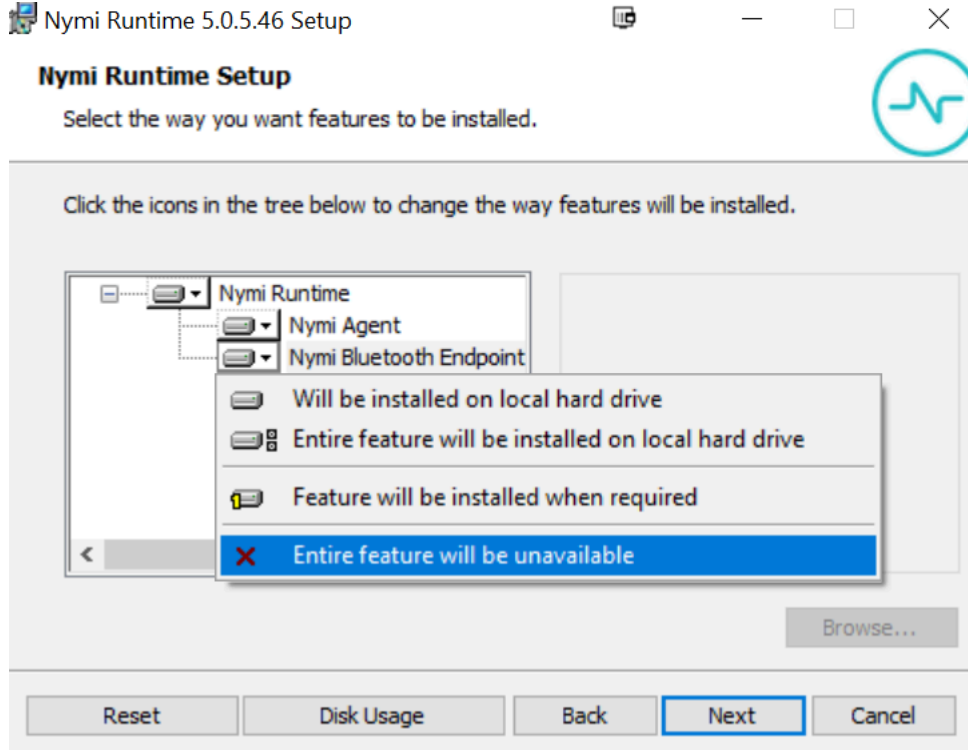 Nymi Runtime 5.0.5.46 Setup
Nymi Runtime Setup
Select the way you want features to be installed.
Click the icons in the tree below to change the way features will be installed.
Nymi Runtime
Nymi Agent
Nymi Bluetooth Endpoint
Will be installed on local hard drive
Entire feature will be installed on local hard drive
Feature will be installed when required
Entire feature will be unavailable
Browse...
Reset
Disk Usage
Back
Next
Cancel